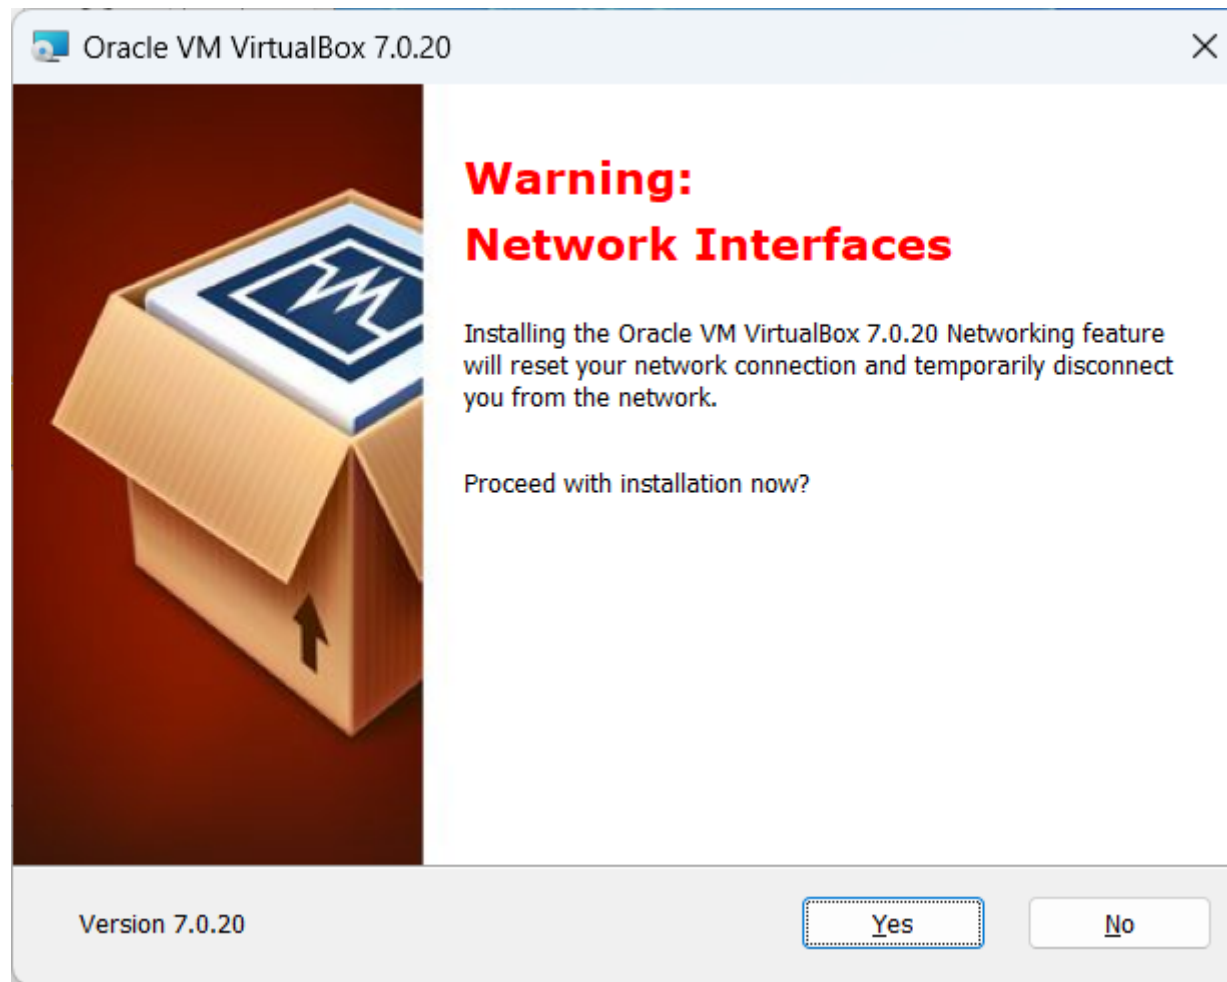 Oracle VM VirtualBox 7.0.20
Warning:
Network Interfaces
Installing the Oracle VM VirtualBox 7.0.20 Networking feature
will reset your network connection and temporarily disconnect
you from the network.
Proceed with installation now?
Version 7.0.20
Yes
No